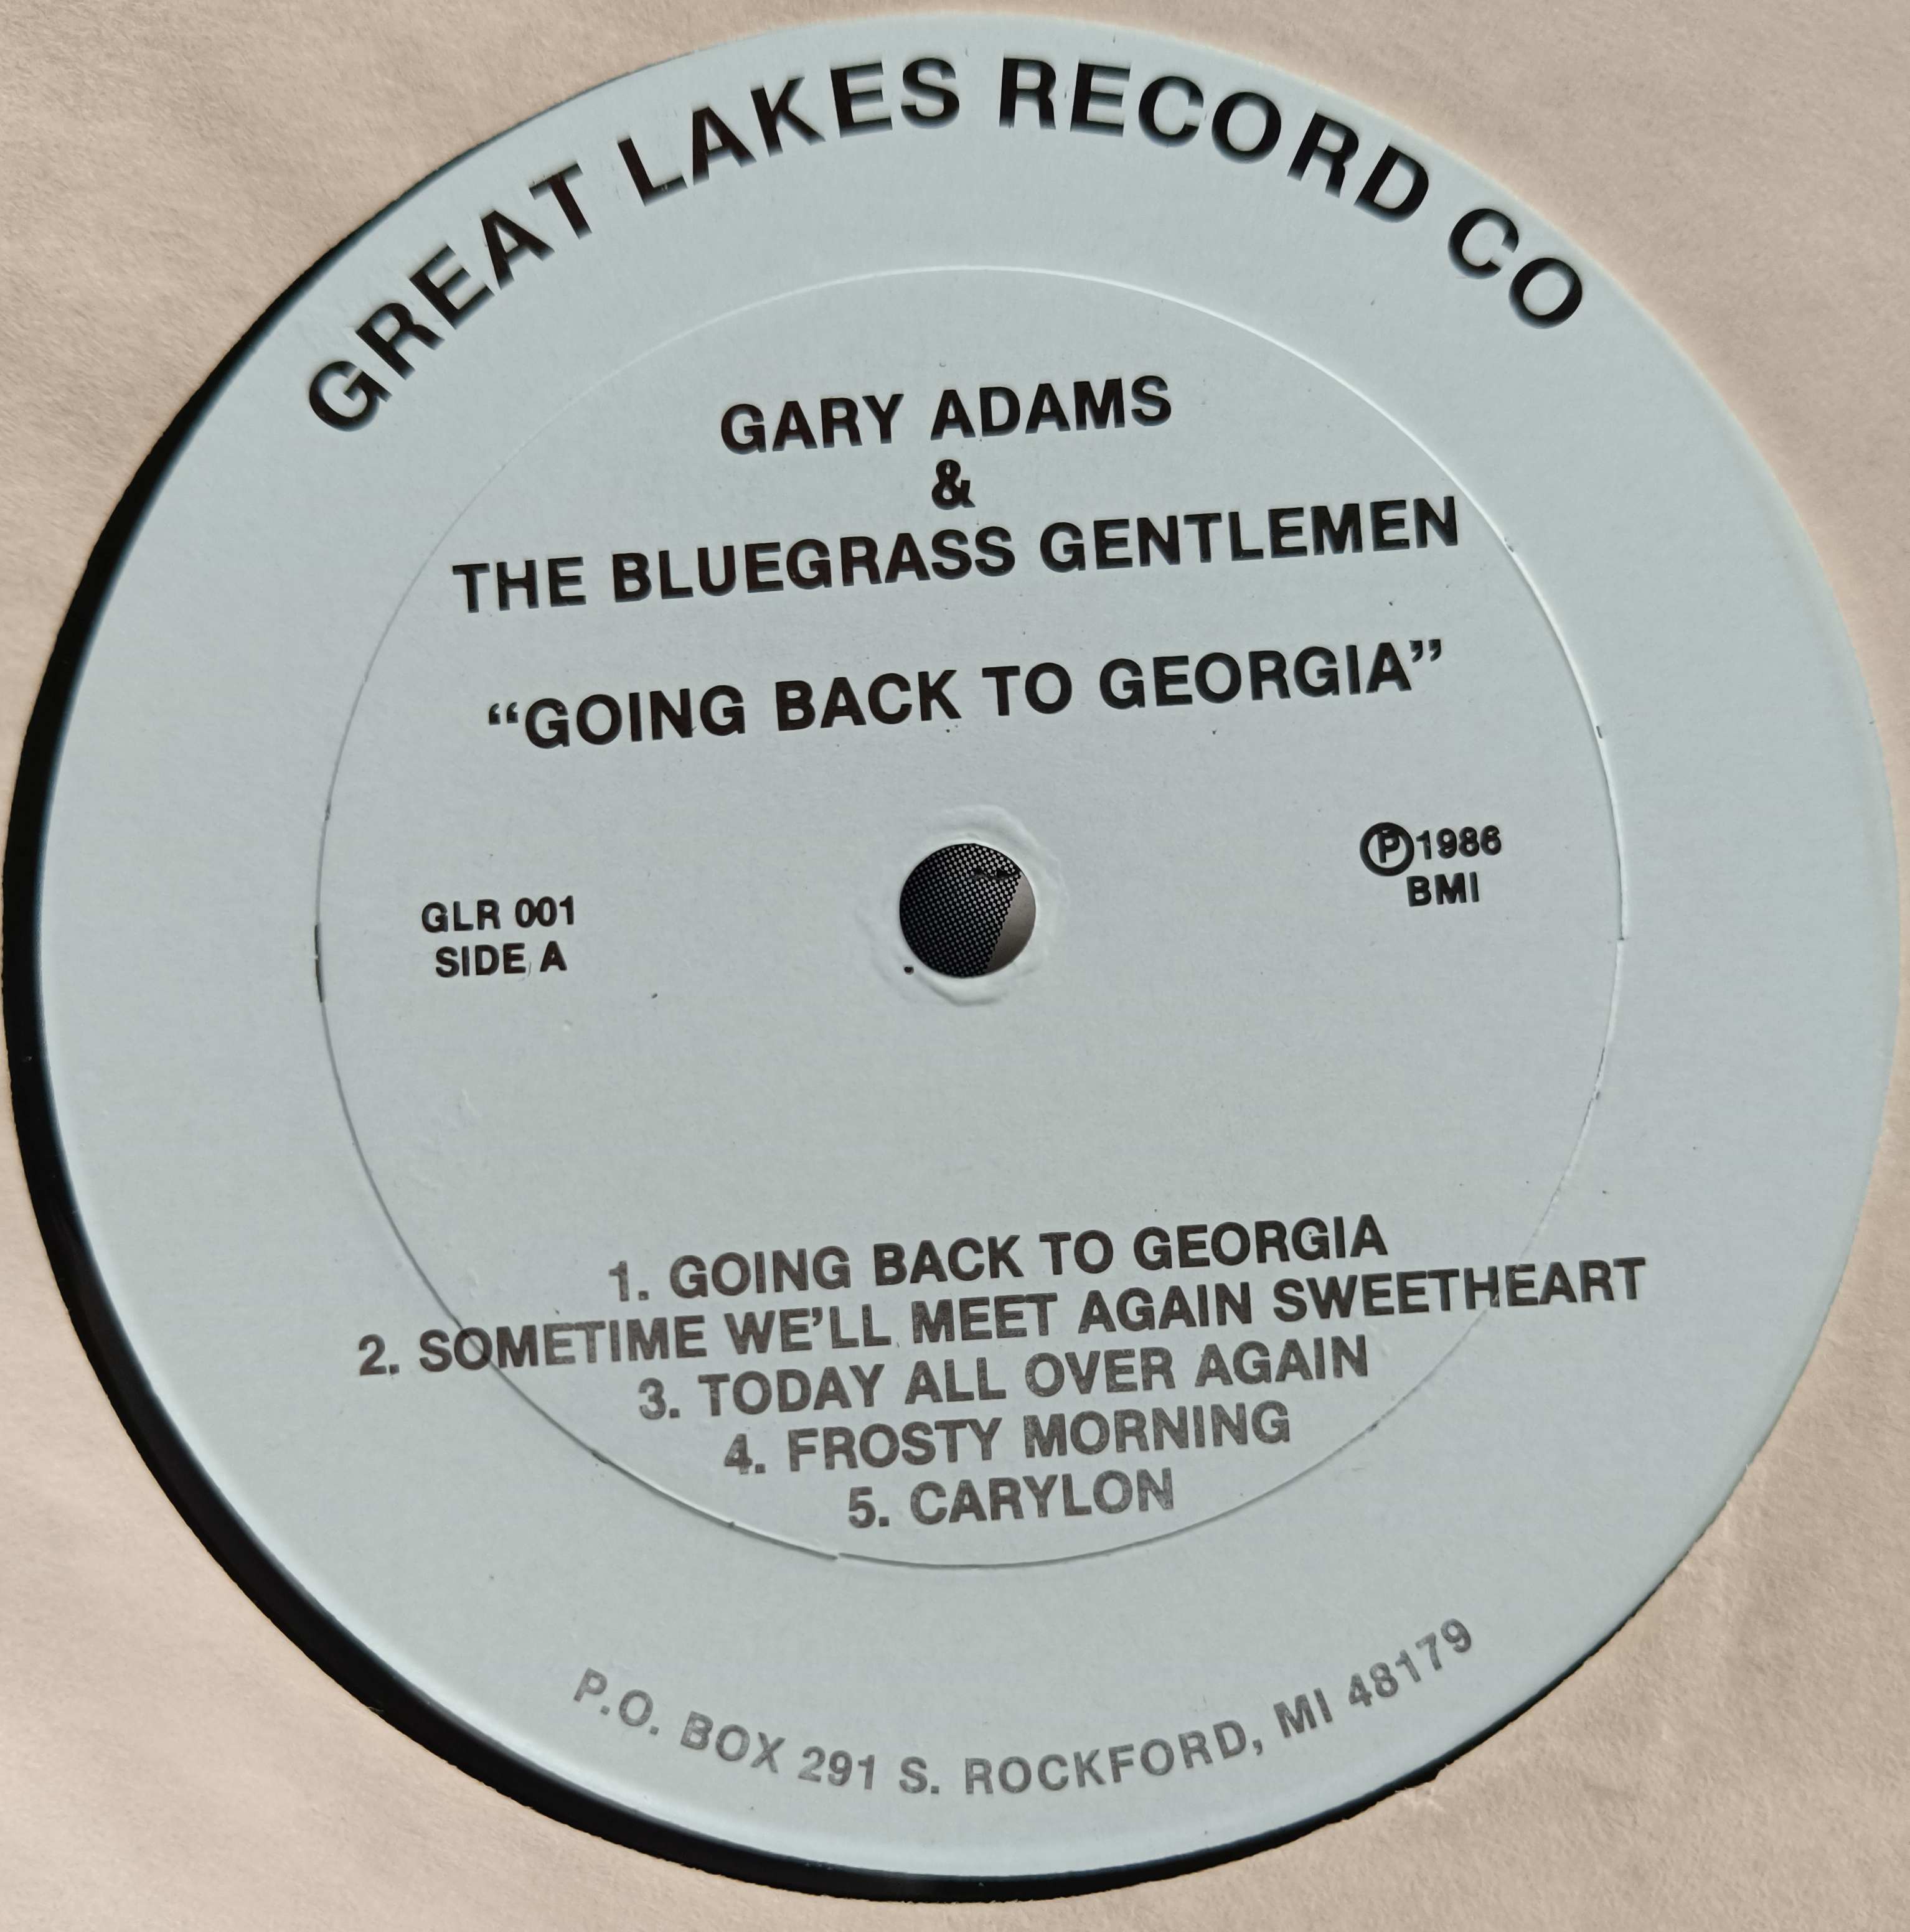 GREAT LAKES RECORD CO
GARY ADAMS
&
THE BLUEGRASS GENTLEMEN
“GOING BACK TO GEORGIA”
GLR 001
SIDE A
Ⓟ1986
BMI
1. GOING BACK TO GEORGIA
2. SOMETIME WE’LL MEET AGAIN SWEETHEART
3. TODAY ALL OVER AGAIN
4. FROSTY MORNING
5. CARYLON
P.O. BOX 291 S. ROCKFORD, MI 48179